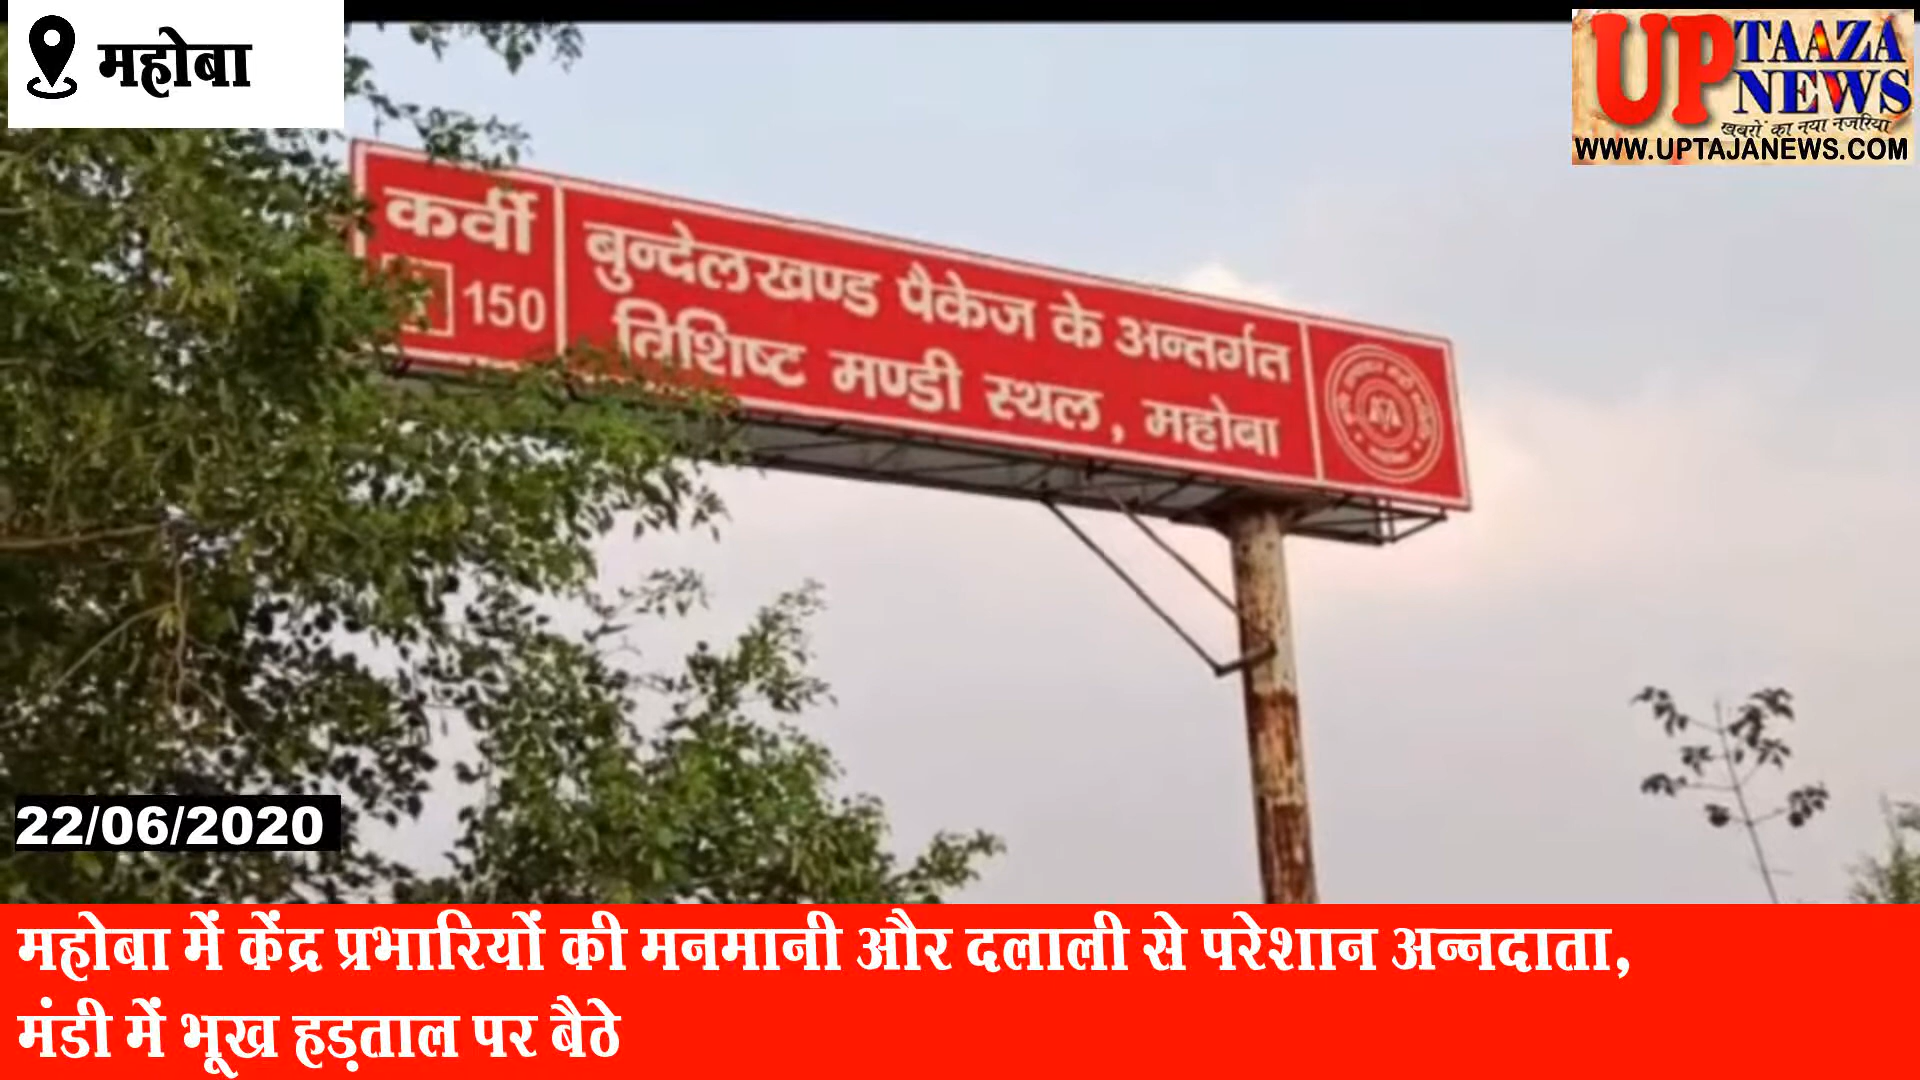 महोबा
UP TAAZA NEWS
खबरों का नया नजरिया
WWW.UPTAJANEWS.COM
कर्वी
150
बुन्देलखण्ड पैकेज के अन्तर्गत
विशिष्ट मण्डी स्थल, महोबा
22/06/2020
महोबा में केंद्र प्रभारियों की मनमानी और दलाली से परेशान अन्नदाता,
मंडी में भूख हड़ताल पर बैठे